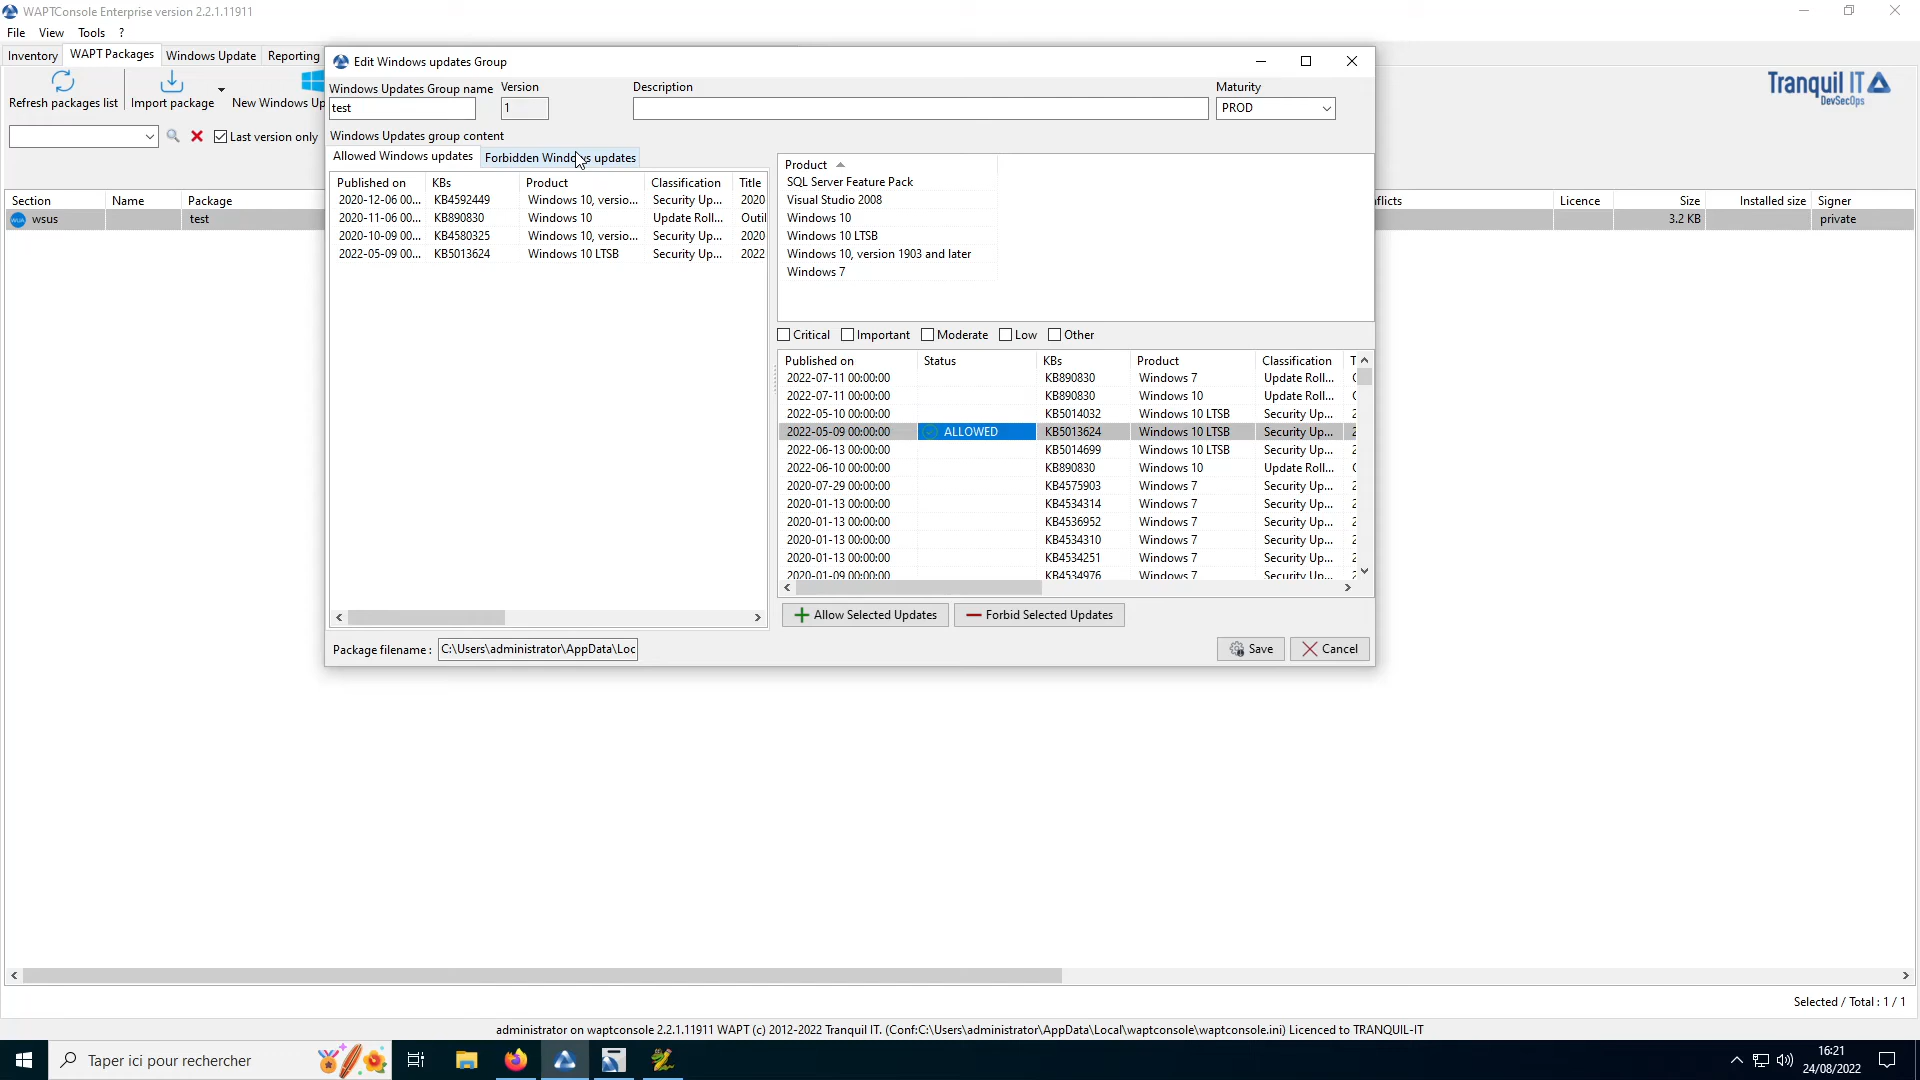 WAPTConsole Enterprise version 2.2.1.11911
File View Tools ?
Inventory WAPT Packages Windows Update Reporting
Refresh packages list Import package New Windows Up
Last version only
Section Name Package
wsus test
Edit Windows updates Group
Windows Updates Group name Version Description Maturity
test 1 PROD
Windows Updates group content
Allowed Windows updates Forbidden Windows updates
Published on KBs Product Classification Title
2020-12-06 00... KB4592449 Windows 10, versio... Security Up... 2020
2020-11-06 00... KB890830 Windows 10 Update Roll... Outil
2020-10-09 00... KB4580325 Windows 10, versio... Security Up... 2020
2022-05-09 00... KB5013624 Windows 10 LTSB Security Up... 2022
Product
SQL Server Feature Pack
Visual Studio 2008
Windows 10
Windows 10 LTSB
Windows 10, version 1903 and later
Windows 7
Critical Important Moderate Low Other
Published on Status KBs Product Classification T
2022-07-11 00:00:00 KB890830 Windows 7 Update Roll...
2022-07-11 00:00:00 KB890830 Windows 10 Update Roll...
2022-05-10 00:00:00 KB5014032 Windows 10 LTSB Security Up... 2
2022-05-09 00:00:00 ALLOWED KB5013624 Windows 10 LTSB Security Up... 2
2022-06-13 00:00:00 KB5014699 Windows 10 LTSB Security Up... 2
2022-06-10 00:00:00 KB890830 Windows 10 Update Roll...
2020-07-29 00:00:00 KB4575903 Windows 7 Security Up... 2
2020-01-13 00:00:00 KB4534314 Windows 7 Security Up... 2
2020-01-13 00:00:00 KB4536952 Windows 7 Security Up... 2
2020-01-13 00:00:00 KB4534310 Windows 7 Security Up... 2
2020-01-13 00:00:00 KB4534251 Windows 7 Security Up... 2
2020-01-09 00:00:00 KB4534976 Windows 7 Security Up... 2
Allow Selected Updates Forbid Selected Updates
Package filename : C:\Users\administrator\AppData\Loc
Save Cancel
Tranquil IT
DevSecOps
nflicts Licence Size Installed size Signer
3.2 KB private
Selected / Total : 1 / 1
administrator on waptconsole 2.2.1.11911 WAPT (c) 2012-2022 Tranquil IT. (Conf:C:\Users\administrator\AppData\Local\waptconsole\waptconsole.ini) Licenced to TRANQUIL-IT
Taper ici pour rechercher
16:21
24/08/2022